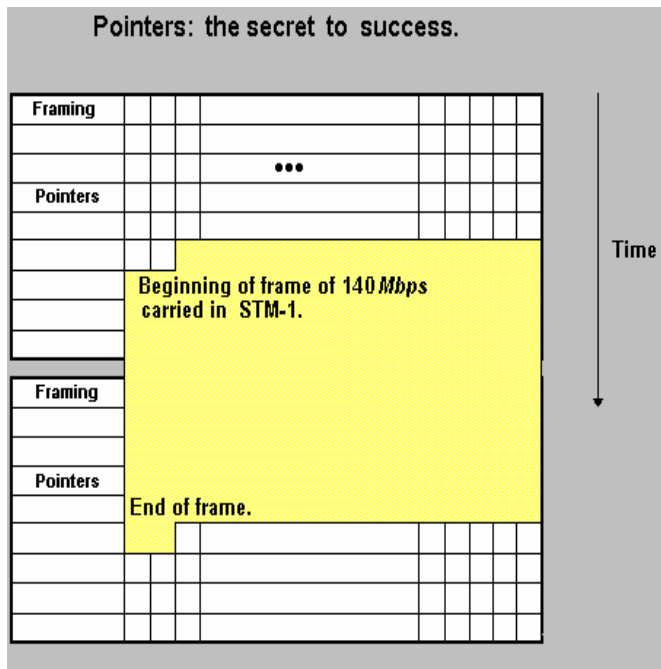 Pointers: the secret to success.
Framing
•••
Pointers
Time
Beginning of frame of 140 Mbps
carried in STM-1.
Framing
Pointers
End of frame.